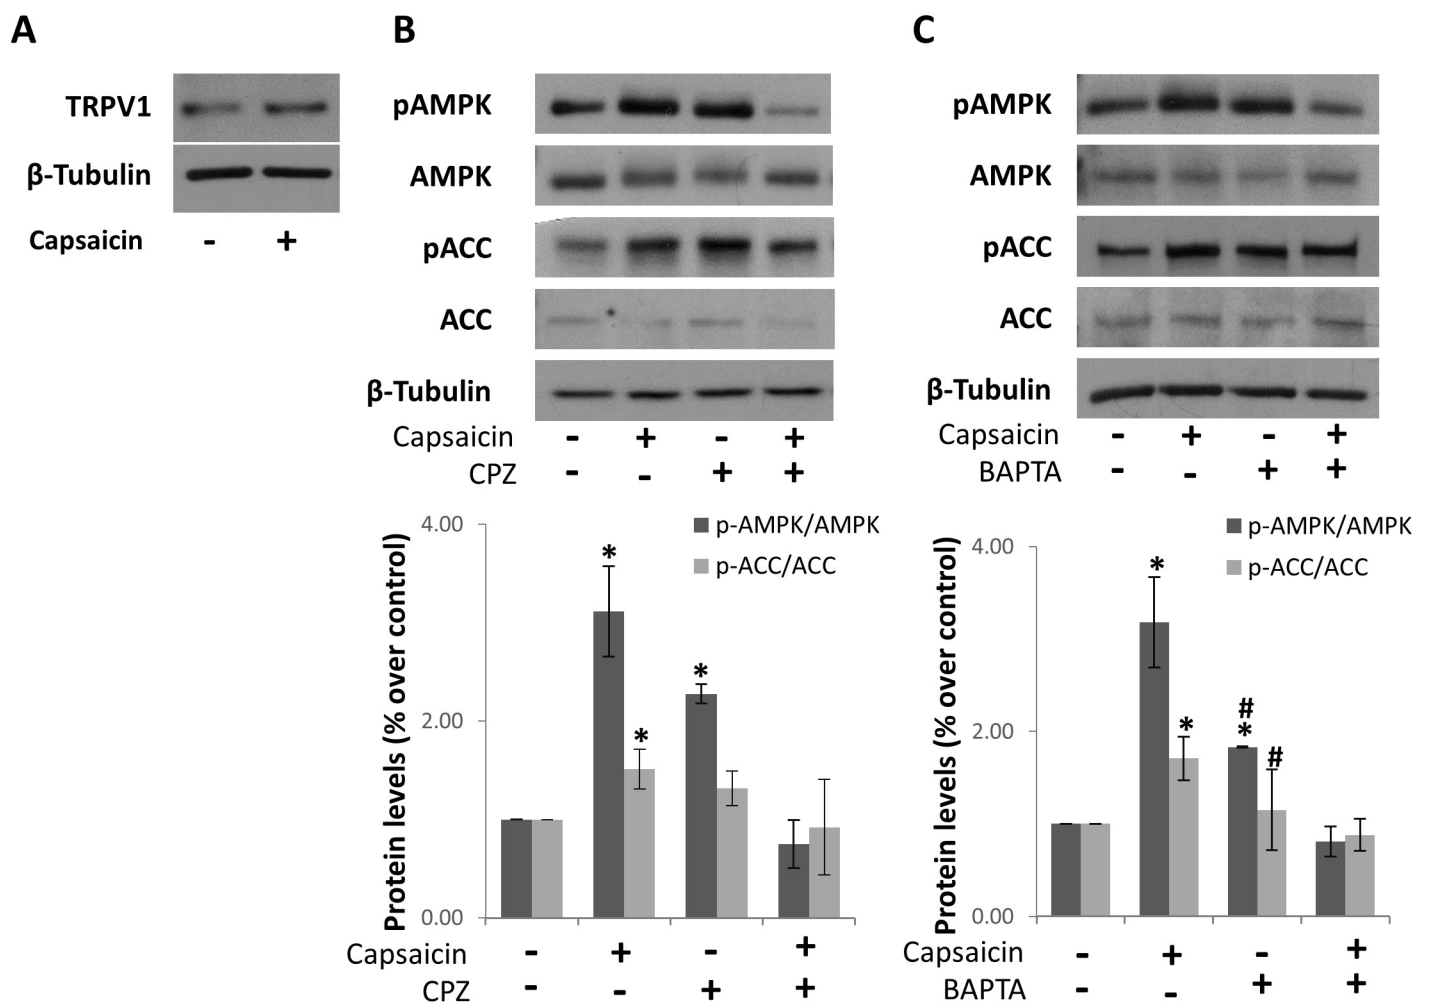 A
TRPV1
β-Tubulin
Capsaicin - +
B
pAMPK
AMPK
pACC
ACC
β-Tubulin
Capsaicin - + - +
CPZ - - + +
4.00
2.00
0.00
Protein levels (% over control)
p-AMPK/AMPK
p-ACC/ACC
* * *
Capsaicin - + - +
CPZ - - + +
C
pAMPK
AMPK
pACC
ACC
β-Tubulin
Capsaicin - + - +
BAPTA - - + +
4.00
2.00
0.00
Protein levels (% over control)
p-AMPK/AMPK
p-ACC/ACC
* * # * #
Capsaicin - + - +
BAPTA - - + +